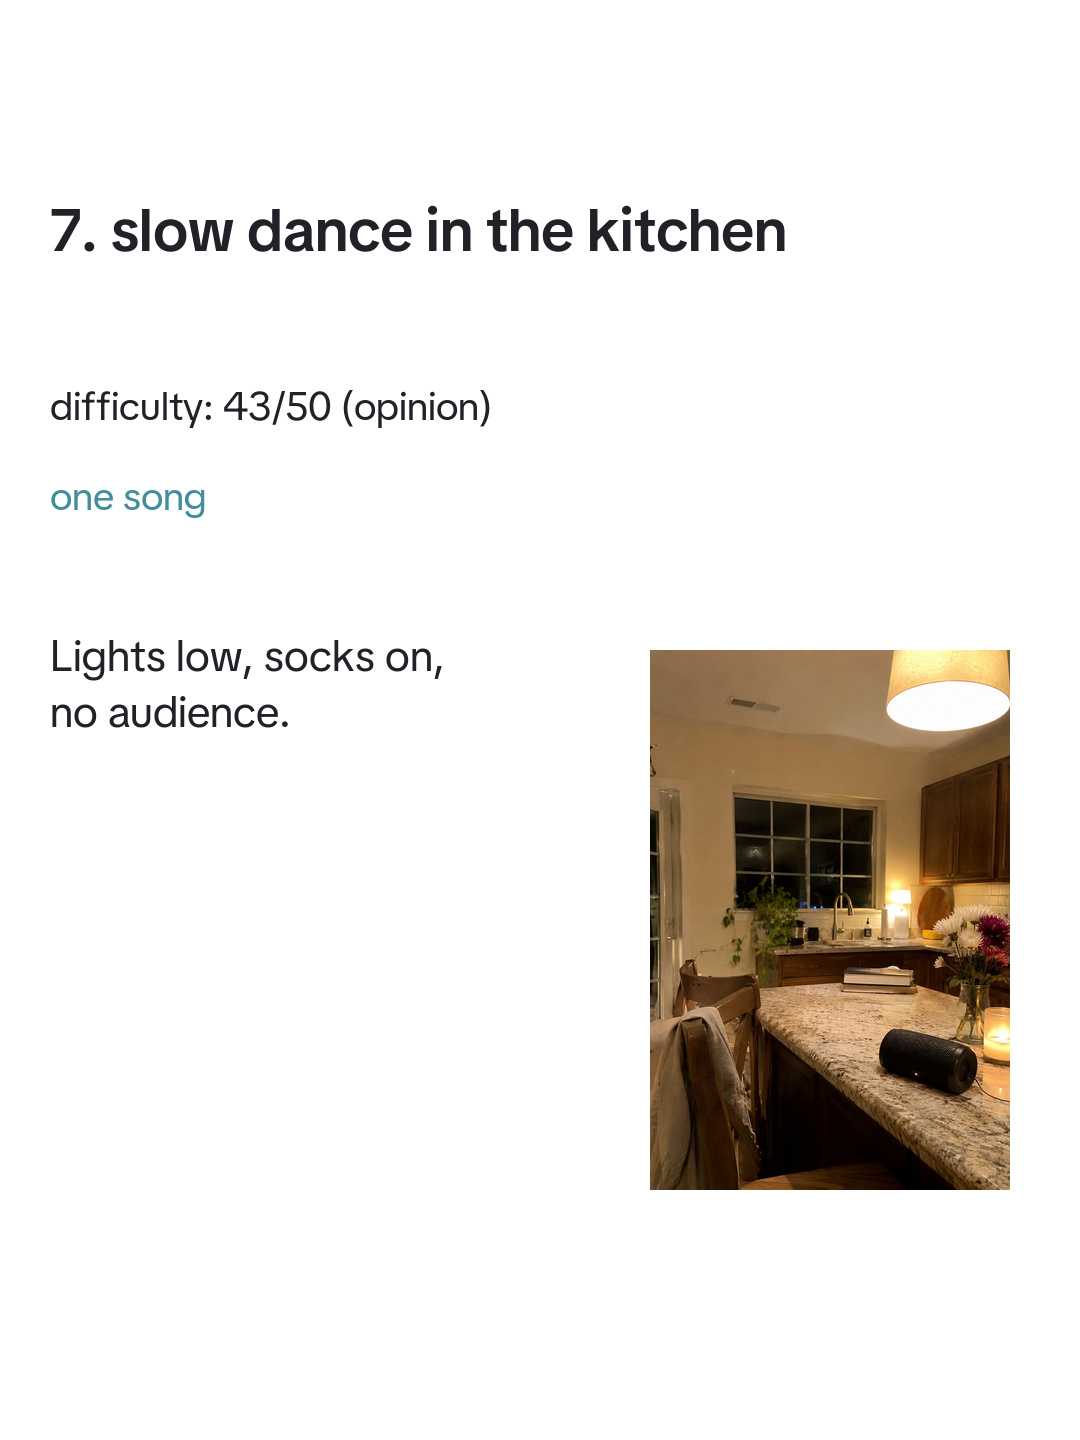 7. slow dance in the kitchen
difficulty: 43/50 (opinion)
one song
Lights low, socks on,
no audience.